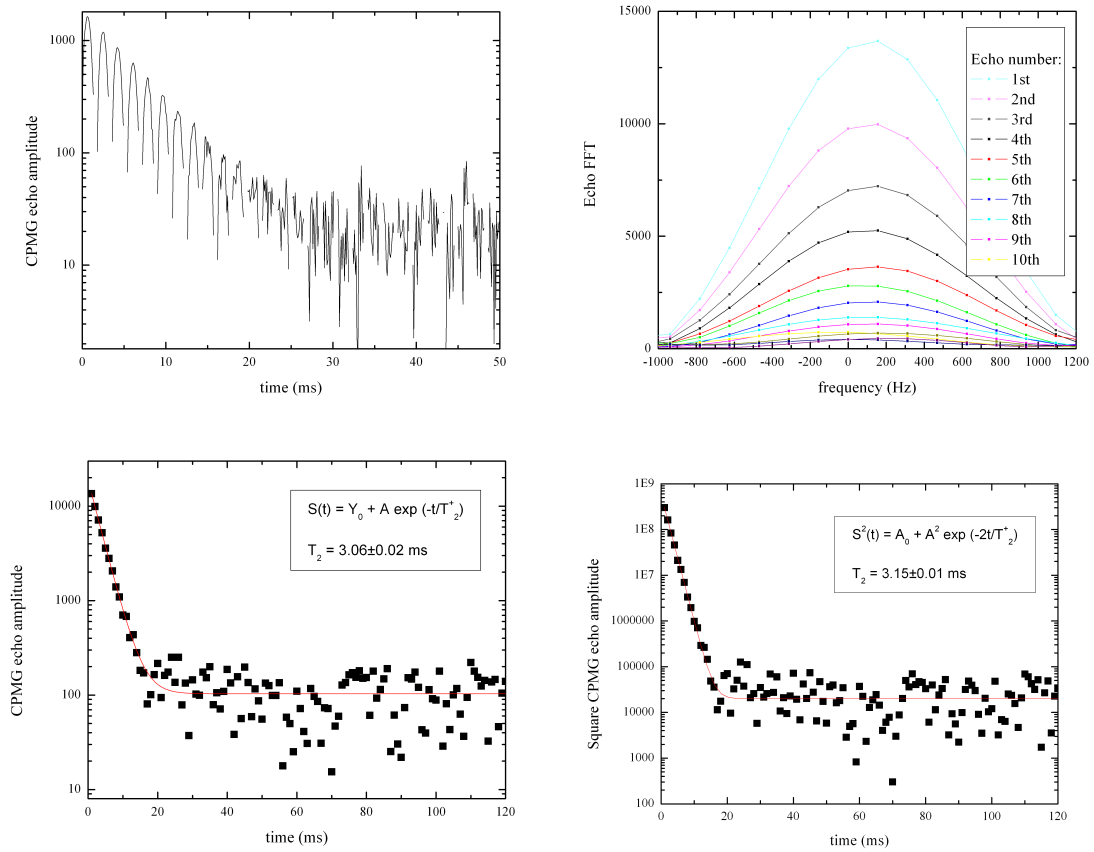 1000
100
10
CPMG echo amplitude
0 10 20 30 40 50
time (ms)
15000
10000
5000
0
Echo FFT
Echo number:
1st
2nd
3rd
4th
5th
6th
7th
8th
9th
10th
-1000 -800 -600 -400 -200 0 200 400 600 800 1000 1200
frequency (Hz)
10000
1000
100
10
CPMG echo amplitude
S(t) = Y0 + A exp (-t/T+2)
T2 = 3.06±0.02 ms
0 20 40 60 80 100 120
time (ms)
1E9
1E8
1E7
1000000
100000
10000
1000
100
Square CPMG echo amplitude
S2(t) = A0 + A2 exp (-2t/T+2)
T2 = 3.15±0.01 ms
0 20 40 60 80 100 120
time (ms)